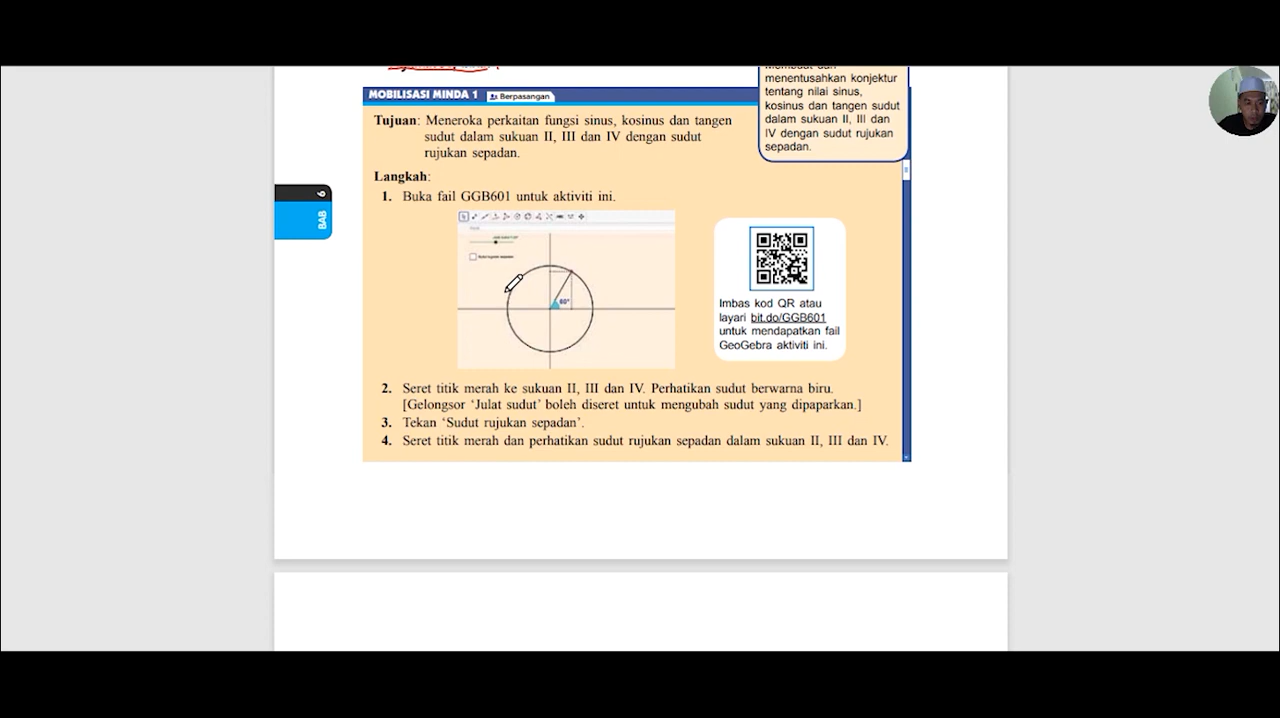 menentusahkan konjektur
tentang nilai sinus,
kosinus dan tangen sudut
dalam sukuan II, III dan
IV dengan sudut rujukan
sepadan.
MOBILISASI MINDA 1 Berpasangan
Tujuan: Meneroka perkaitan fungsi sinus, kosinus dan tangen
sudut dalam sukuan II, III dan IV dengan sudut
rujukan sepadan.
Langkah:
1. Buka fail GGB601 untuk aktiviti ini.
60°
6
BAB
Imbas kod QR atau
layari bit.do/GGB601
untuk mendapatkan fail
GeoGebra aktiviti ini.
2. Seret titik merah ke sukuan II, III dan IV. Perhatikan sudut berwarna biru.
[Gelongsor ‘Julat sudut’ boleh diseret untuk mengubah sudut yang dipaparkan.]
3. Tekan ‘Sudut rujukan sepadan’.
4. Seret titik merah dan perhatikan sudut rujukan sepadan dalam sukuan II, III dan IV.